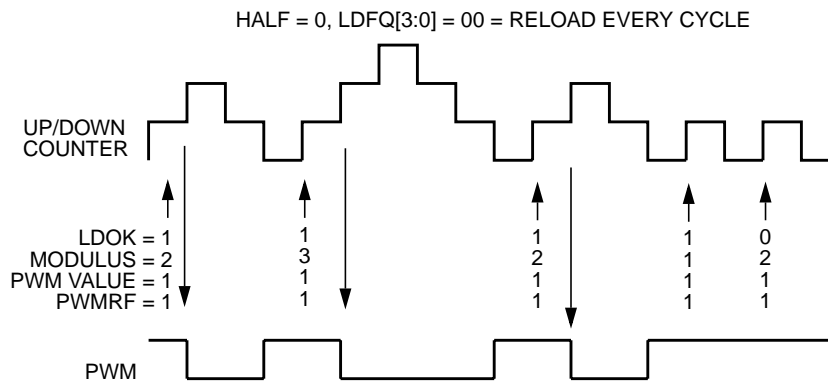 HALF = 0, LDFQ[3:0] = 00 = RELOAD EVERY CYCLE
UP/DOWN
COUNTER
LDOK = 1 1 1 1 0
MODULUS = 2 3 2 1 2
PWM VALUE = 1 1 1 1 1
PWMRF = 1 1 1 1 1
PWM